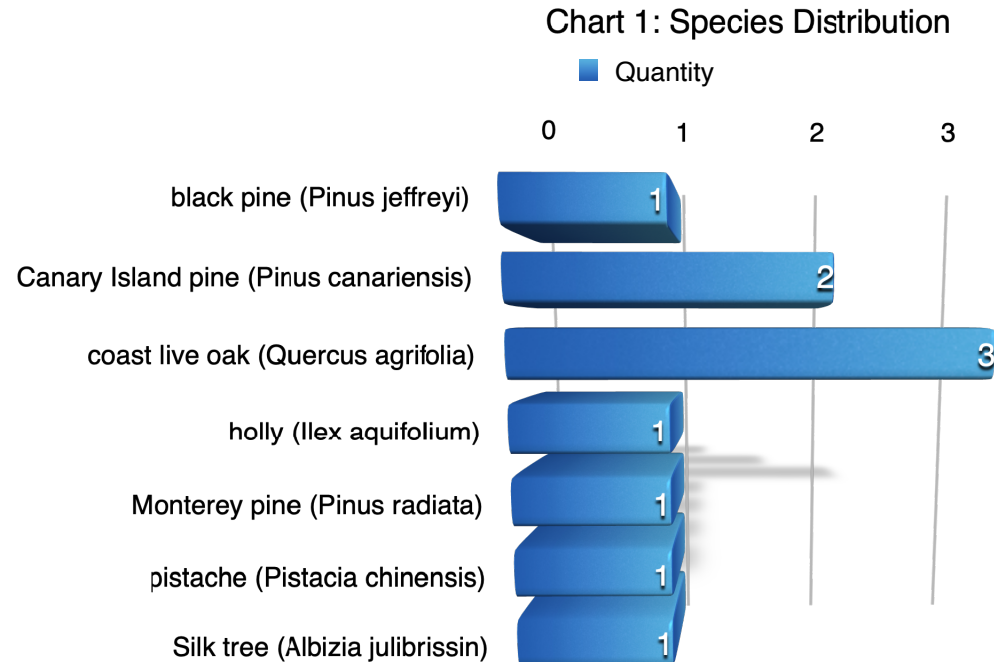 Chart 1: Species Distribution
Quantity
0 1 2 3
black pine (Pinus jeffreyi) 1
Canary Island pine (Pinus canariensis) 2
coast live oak (Quercus agrifolia) 3
holly (Ilex aquifolium) 1
Monterey pine (Pinus radiata) 1
pistache (Pistacia chinensis) 1
Silk tree (Albizia julibrissin) 1